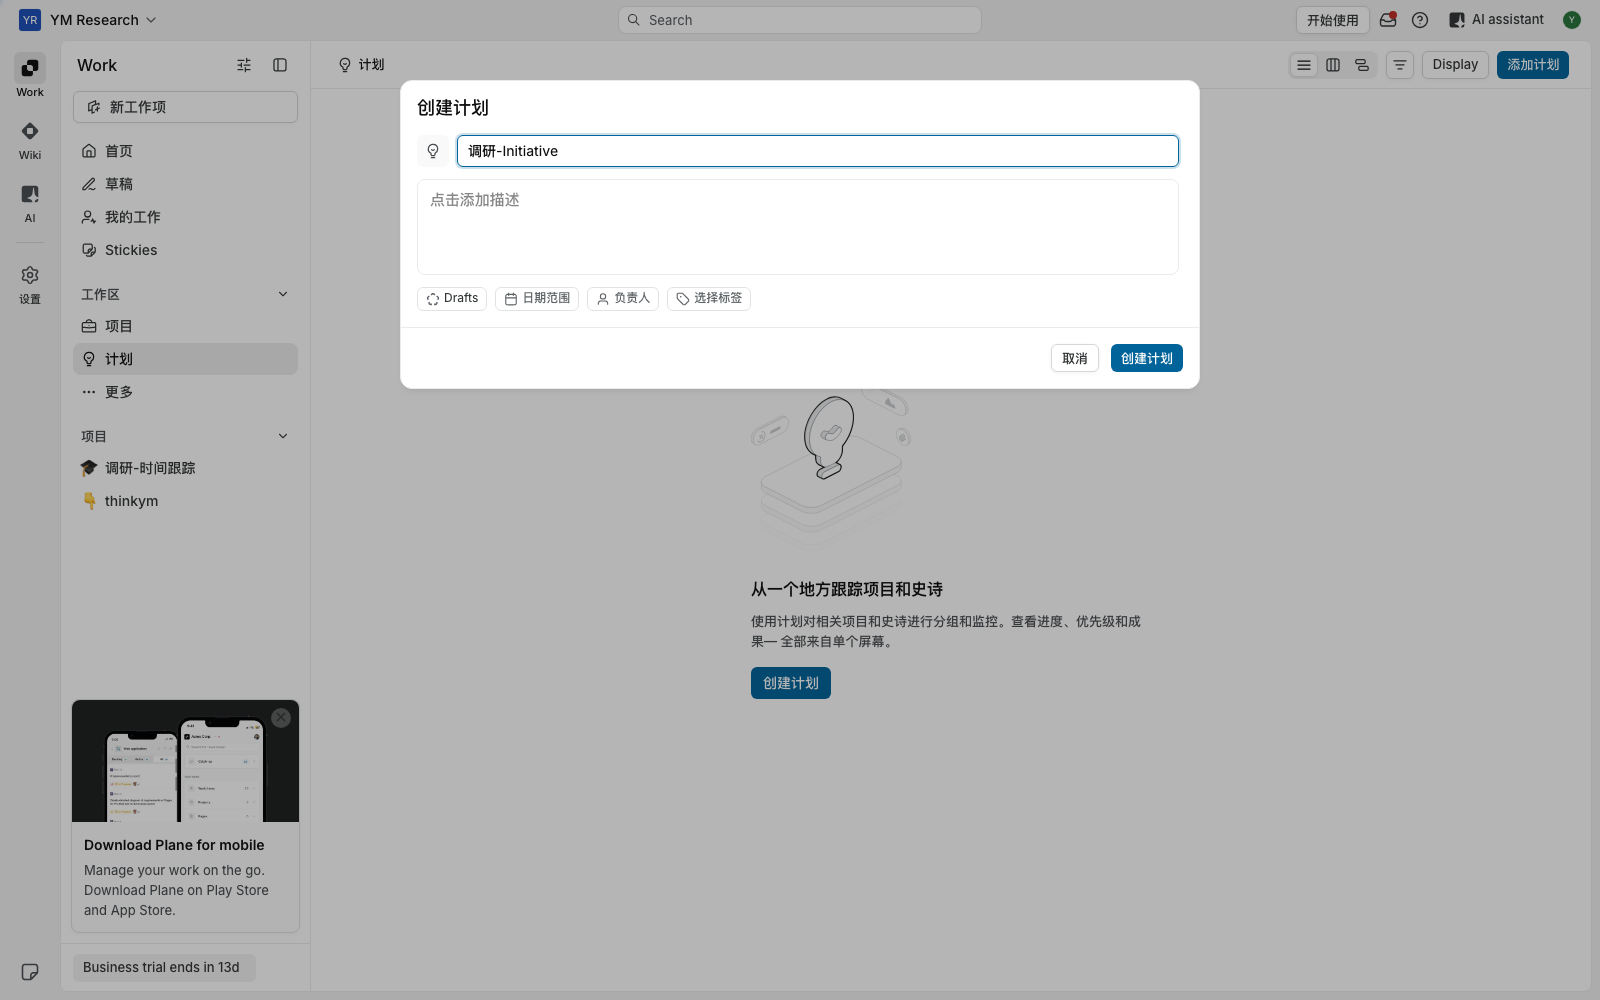 YR YM Research
Search
开始使用
AI assistant
Y
Work
Wiki
AI
设置
Work
新工作项
首页
草稿
我的工作
Stickies
工作区
项目
计划
更多
项目
调研-时间跟踪
thinkym
Download Plane for mobile
Manage your work on the go.
Download Plane on Play Store
and App Store.
Business trial ends in 13d
计划
Display
添加计划
创建计划
调研-Initiative
点击添加描述
Drafts
日期范围
负责人
选择标签
取消
创建计划
从一个地方跟踪项目和史诗
使用计划对相关项目和史诗进行分组和监控。查看进度、优先级和成
果— 全部来自单个屏幕。
创建计划